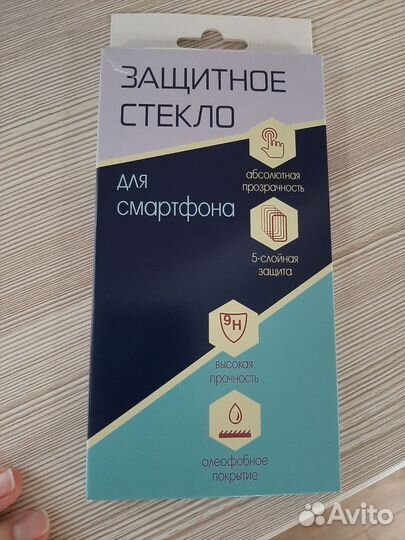 ЗАЩИТНОЕ
СТЕКЛО
для
смартфона
абсолютная
прозрачность
5-слойная
защита
9H
высокая
прочность
олеофобное
покрытие
Avito